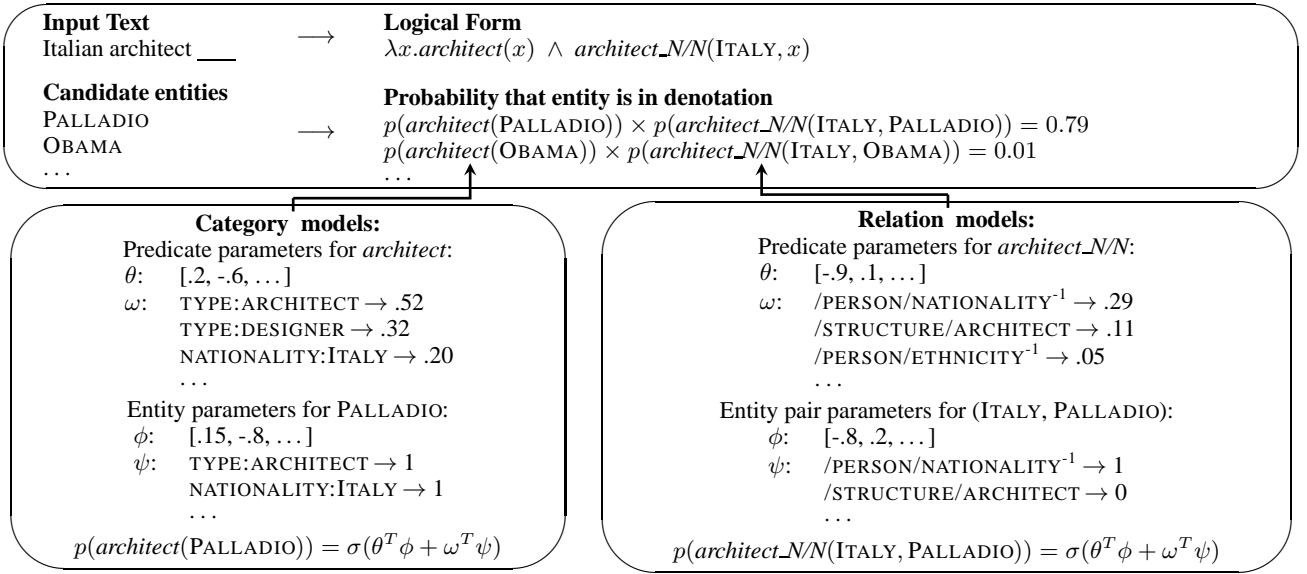 Input Text → Logical Form
Italian architect ___ λx.architect(x) ∧ architect_N/N(ITALY, x)
Candidate entities Probability that entity is in denotation
PALLADIO → p(architect(PALLADIO)) × p(architect_N/N(ITALY, PALLADIO)) = 0.79
OBAMA p(architect(OBAMA)) × p(architect_N/N(ITALY, OBAMA)) = 0.01
... ...
Category models:
Predicate parameters for architect:
θ: [.2, -.6, ...]
ω: TYPE:ARCHITECT → .52
TYPE:DESIGNER → .32
NATIONALITY:ITALY → .20
...
Entity parameters for PALLADIO:
ϕ: [.15, -.8, ...]
ψ: TYPE:ARCHITECT → 1
NATIONALITY:ITALY → 1
...
p(architect(PALLADIO)) = σ(θᵀϕ + ωᵀψ)
Relation models:
Predicate parameters for architect_N/N:
θ: [-.9, .1, ...]
ω: /PERSON/NATIONALITY⁻¹ → .29
/STRUCTURE/ARCHITECT → .11
/PERSON/ETHNICITY⁻¹ → .05
...
Entity pair parameters for (ITALY, PALLADIO):
ϕ: [-.8, .2, ...]
ψ: /PERSON/NATIONALITY⁻¹ → 1
/STRUCTURE/ARCHITECT → 0
...
p(architect_N/N(ITALY, PALLADIO)) = σ(θᵀϕ + ωᵀψ)